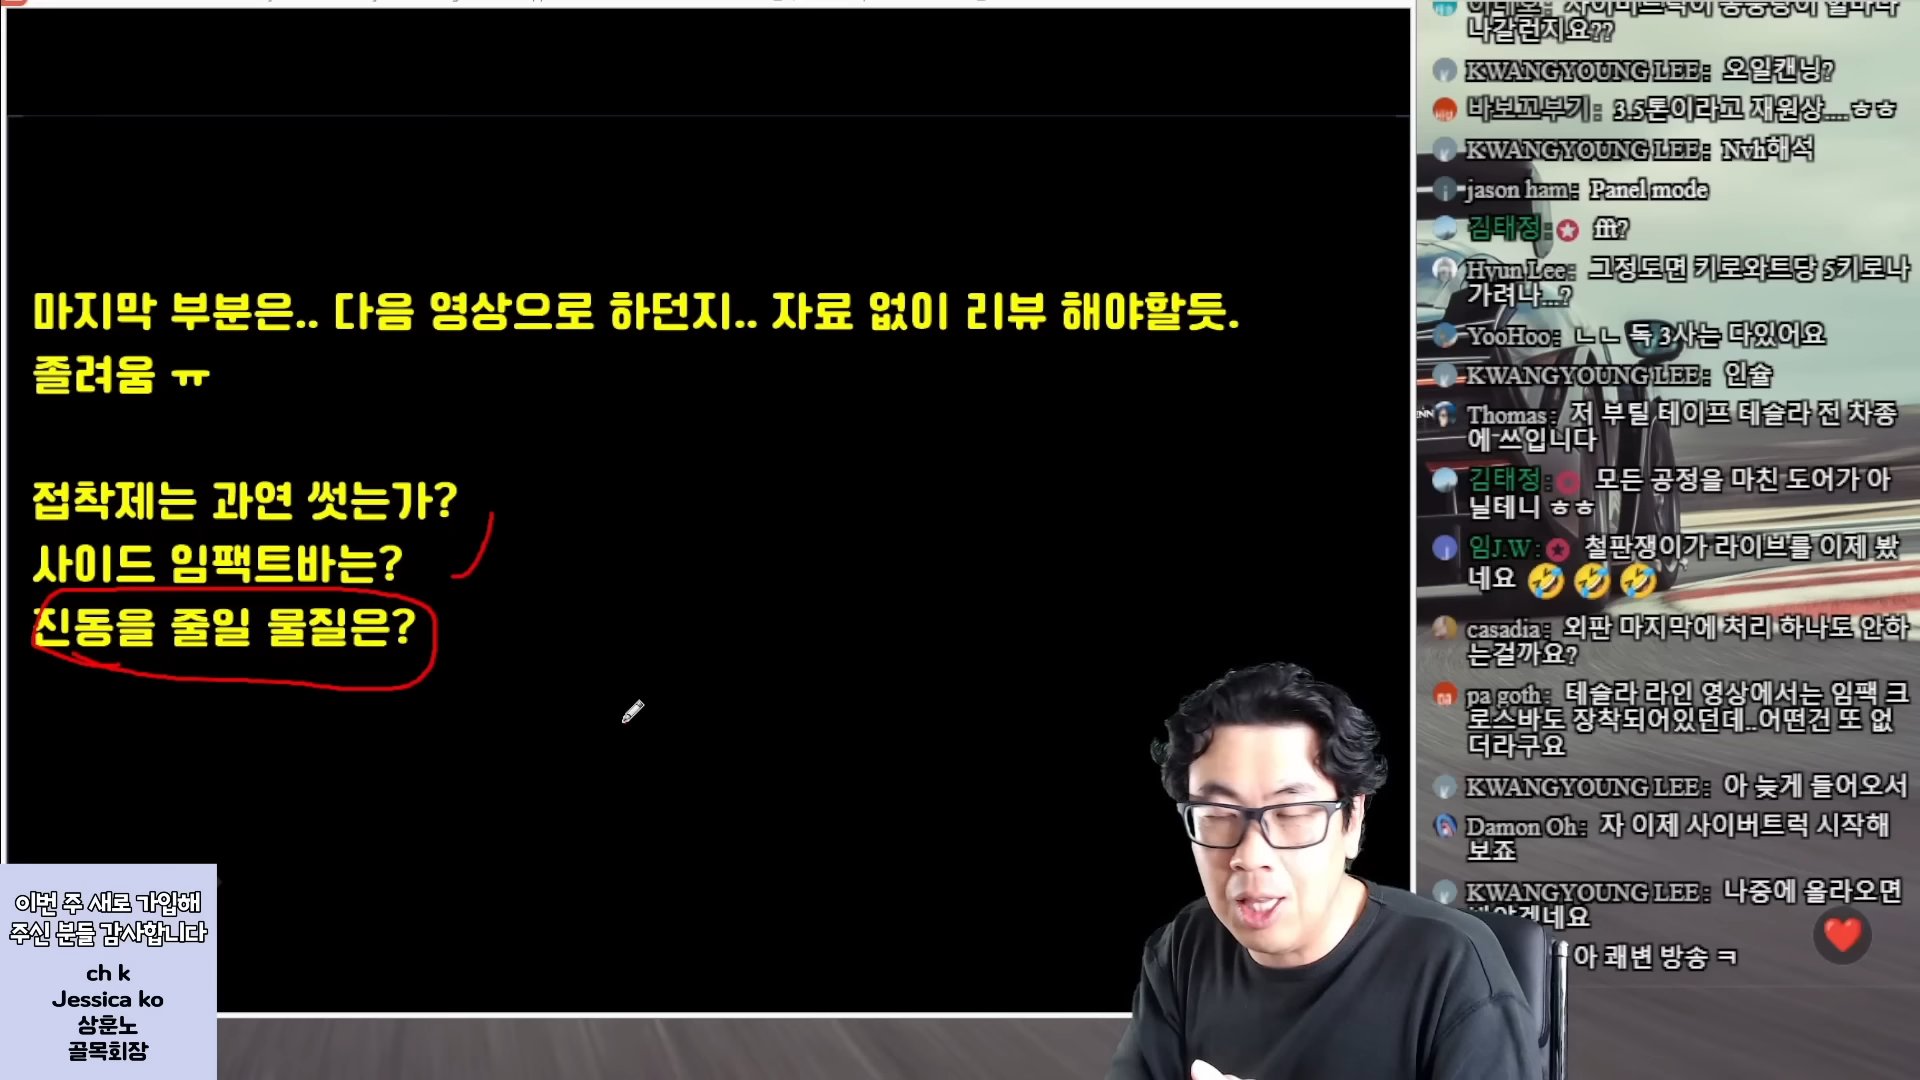 마지막 부분은.. 다음 영상으로 하던지.. 자료 없이 리뷰 해야할듯.
졸려움 ㅠ
접착제는 과연 썻는가?
사이드 임팩트바는?
진동을 줄일 물질은?
이번 주 새로 가입해
주신 분들 감사합니다
ch k
Jessica ko
상훈노
골목회장
나갈런지요??
KWANGYOUNG LEE: 오일캔닝?
바보꼬부기: 3.5톤이라고 재원상....ㅎㅎ
KWANGYOUNG LEE: Nvh해석
jason ham: Panel mode
김태정: fft?
Hyun Lee: 그정도면 키로와트당 5키로나
가려나...?
YooHoo: ㄴㄴ 독 3사는 다있어요
KWANGYOUNG LEE: 인슐
Thomas: 저 부틸 테이프 테슬라 전 차종
에 쓰입니다
김태정: 모든 공정을 마친 도어가 아
닐테니 ㅎㅎ
임J.W: 철판쟁이가 라이브를 이제 봤
네요 🤣 🤣 🤣
casadia: 외판 마지막에 처리 하나도 안하
는걸까요?
pa goth: 테슬라 라인 영상에서는 임팩 크
로스바도 장착되어있던데..어떤건 또 없
더라구요
KWANGYOUNG LEE: 아 늦게 들어오서
Damon Oh: 자 이제 사이버트럭 시작해
보죠
KWANGYOUNG LEE: 나중에 올라오면
아 쾌변 방송 ㅋ